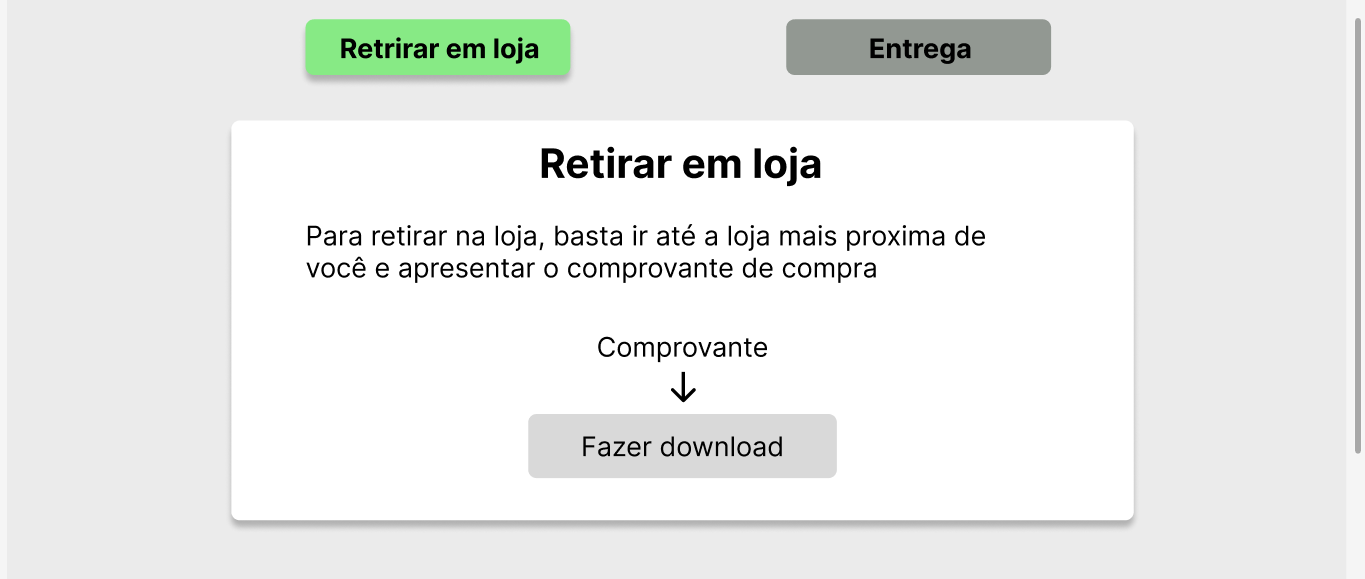 Retrirar em loja
Entrega
Retirar em loja
Para retirar na loja, basta ir até a loja mais proxima de
você e apresentar o comprovante de compra
Comprovante
Fazer download